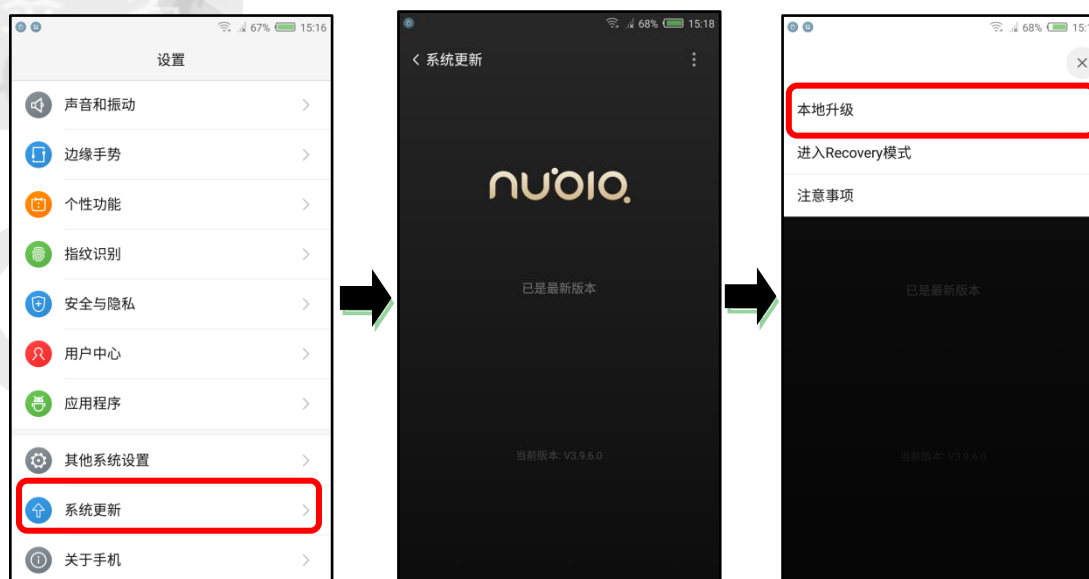 67% 15:16
设置
声音和振动
边缘手势
个性功能
指纹识别
安全与隐私
用户中心
应用程序
其他系统设置
系统更新
关于手机
68% 15:18
系统更新
nubia
已是最新版本
当前版本: V3.9.6.0
68% 15:1
本地升级
进入Recovery模式
注意事项
已是最新版本
当前版本: V3.9.6.0